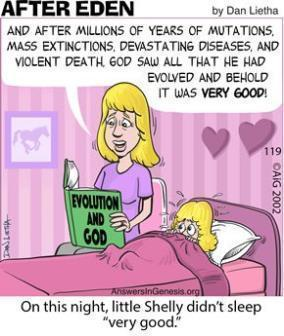 AFTER EDEN
by Dan Lietha
AND AFTER MILLIONS OF YEARS OF MUTATIONS,
MASS EXTINCTIONS, DEVASTATING DISEASES, AND
VIOLENT DEATH, GOD SAW ALL THAT HE HAD
EVOLVED AND BEHOLD
IT WAS VERY GOOD!
119
©AiG 2002
EVOLUTION
AND
GOD
DAN LIETHA
AnswersInGenesis.org
On this night, little Shelly didn't sleep
"very good."